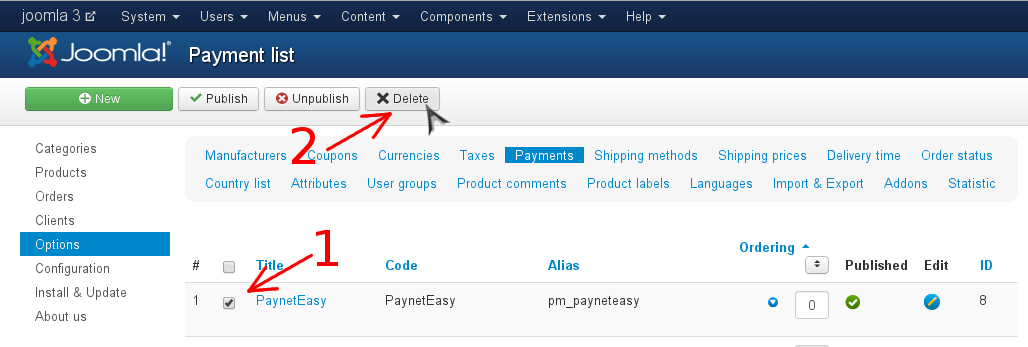 joomla 3 System Users Menus Content Components Extensions Help
Joomla!® Payment list
New Publish Unpublish Delete
2
Categories
Products
Orders
Clients
Options
Configuration
Install & Update
About us
Manufacturers Coupons Currencies Taxes Payments Shipping methods Shipping prices Delivery time Order status
Country list Attributes User groups Product comments Product labels Languages Import & Export Addons Statistic
1
Ordering
# Title Code Alias Published Edit ID
1 PaynetEasy PaynetEasy pm_payneteasy 0 8